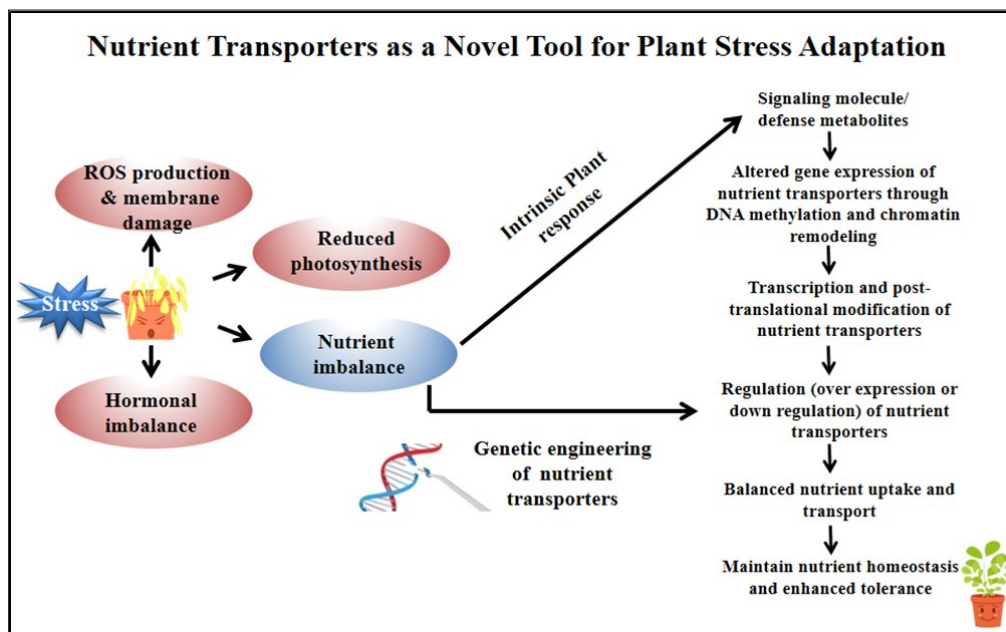 Nutrient Transporters as a Novel Tool for Plant Stress Adaptation
ROS production
& membrane
damage
Reduced
photosynthesis
Stress
Nutrient
imbalance
Hormonal
imbalance
Intrinsic Plant
response
Genetic engineering
of nutrient
transporters
Signaling molecule/
defense metabolites
Altered gene expression of
nutrient transporters through
DNA methylation and chromatin
remodeling
Transcription and post-
translational modification of
nutrient transporters
Regulation (over expression or
down regulation) of nutrient
transporters
Balanced nutrient uptake and
transport
Maintain nutrient homeostasis
and enhanced tolerance